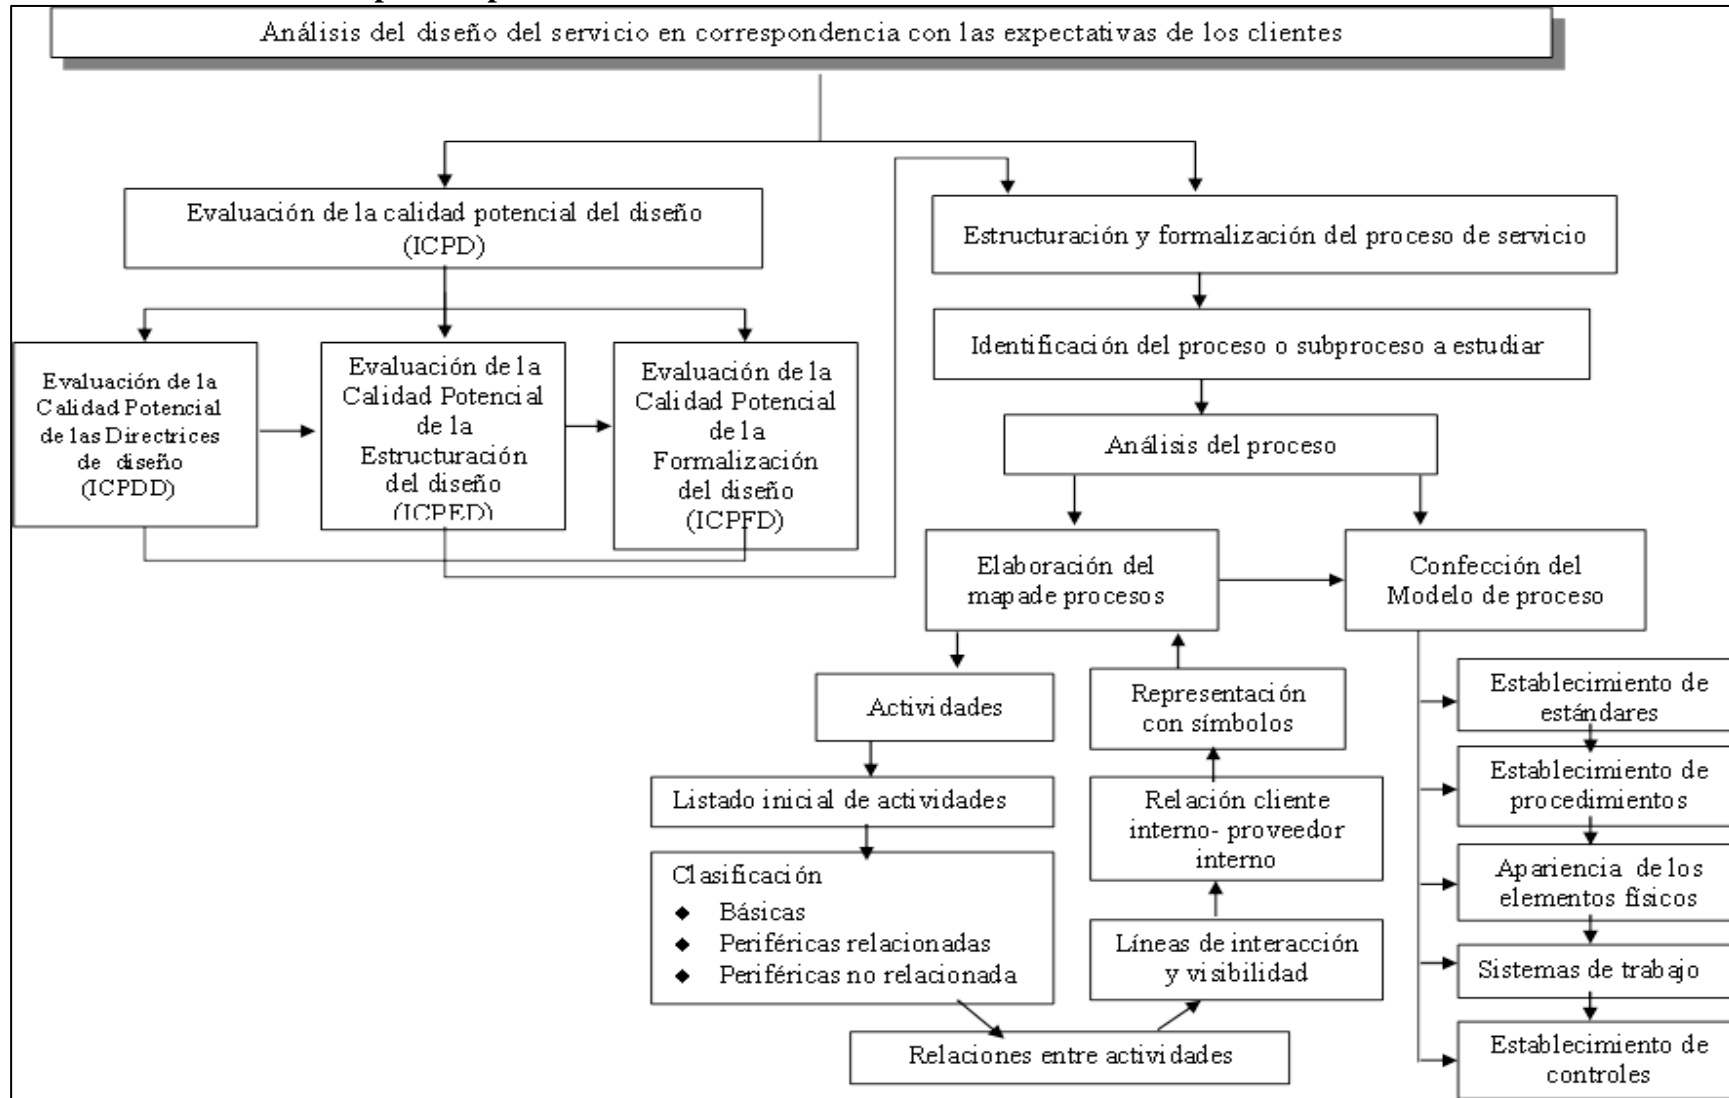 Análisis del diseño del servicio en correspondencia con las expectativas de los clientes
Evaluación de la calidad potencial del diseño
(ICPD)
Estructuración y formalización del proceso de servicio
Identificación del proceso o subproceso a estudiar
Evaluación de la
Calidad Potencial
de las Directrices
de diseño
(ICPDD)
Evaluación de la
Calidad Potencial
de la
Estructuración
del diseño
(ICPED)
Evaluación de la
Calidad Potencial
de la
Formalización
del diseño
(ICPFD)
Análisis del proceso
Elaboración del
mapade procesos
Confección del
Modelo de proceso
Actividades
Listado inicial de actividades
Clasificación
◆ Básicas
◆ Periféricas relacionadas
◆ Periféricas no relacionada
Relaciones entre actividades
Líneas de interacción
y visibilidad
Relación cliente
interno- proveedor
interno
Representación
con símbolos
Establecimiento de
estándares
Establecimiento de
procedimientos
Apariencia de los
elementos físicos
Sistemas de trabajo
Establecimiento de
controles